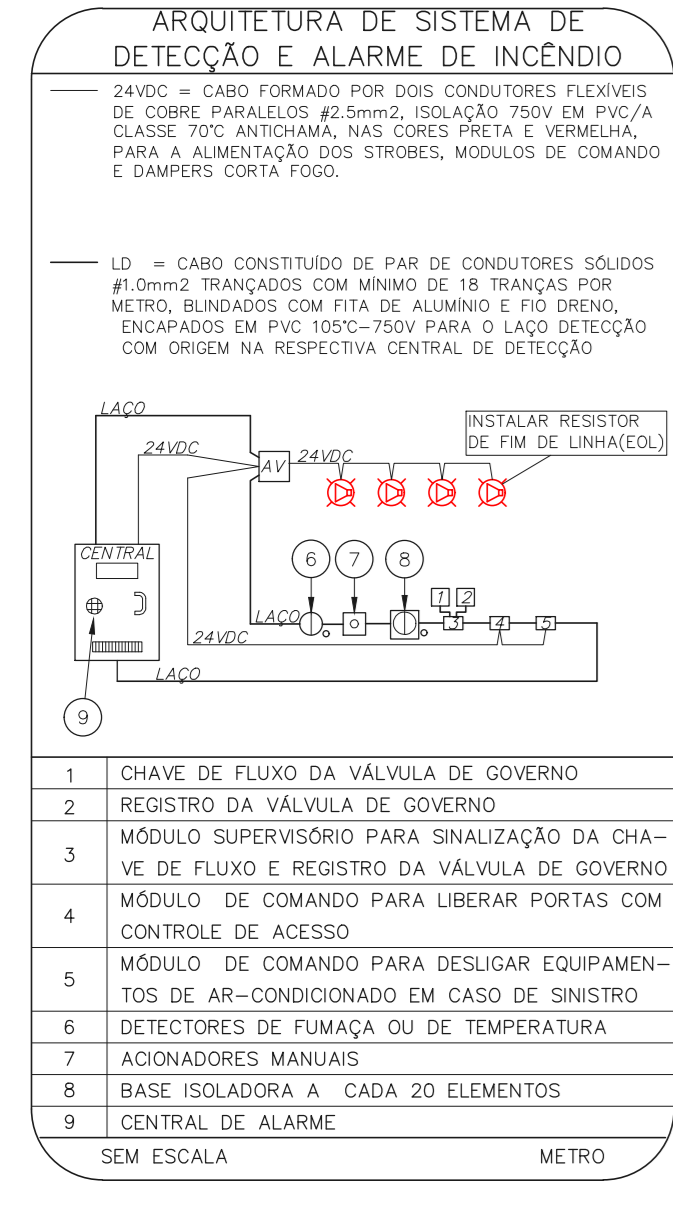 ARQUITETURA DE SISTEMA DE
DETECÇÃO E ALARME DE INCÊNDIO
24VDC = CABO FORMADO POR DOIS CONDUTORES FLEXÍVEIS
DE COBRE PARALELOS #2.5mm2, ISOLAÇÃO 750V EM PVC/A
CLASSE 70°C ANTICHAMA, NAS CORES PRETA E VERMELHA,
PARA A ALIMENTAÇÃO DOS STROBES, MODULOS DE COMANDO
E DAMPERS CORTA FOGO.
LD = CABO CONSTITUÍDO DE PAR DE CONDUTORES SÓLIDOS
#1.0mm2 TRANÇADOS COM MÍNIMO DE 18 TRANÇAS POR
METRO, BLINDADOS COM FITA DE ALUMÍNIO E FIO DRENO,
ENCAPADOS EM PVC 105°C-750V PARA O LAÇO DETECÇÃO
COM ORIGEM NA RESPECTIVA CENTRAL DE DETECÇÃO
LAÇO
INSTALAR RESISTOR
DE FIM DE LINHA(EOL)
24VDC
AV
24VDC
CENTRAL
6
7
8
1
2
LAÇO
3
4
5
24VDC
LAÇO
9
1 CHAVE DE FLUXO DA VÁLVULA DE GOVERNO
2 REGISTRO DA VÁLVULA DE GOVERNO
3 MÓDULO SUPERVISÓRIO PARA SINALIZAÇÃO DA CHA-
VE DE FLUXO E REGISTRO DA VÁLVULA DE GOVERNO
4 MÓDULO DE COMANDO PARA LIBERAR PORTAS COM
CONTROLE DE ACESSO
5 MÓDULO DE COMANDO PARA DESLIGAR EQUIPAMEN-
TOS DE AR-CONDICIONADO EM CASO DE SINISTRO
6 DETECTORES DE FUMAÇA OU DE TEMPERATURA
7 ACIONADORES MANUAIS
8 BASE ISOLADORA A CADA 20 ELEMENTOS
9 CENTRAL DE ALARME
SEM ESCALA METRO